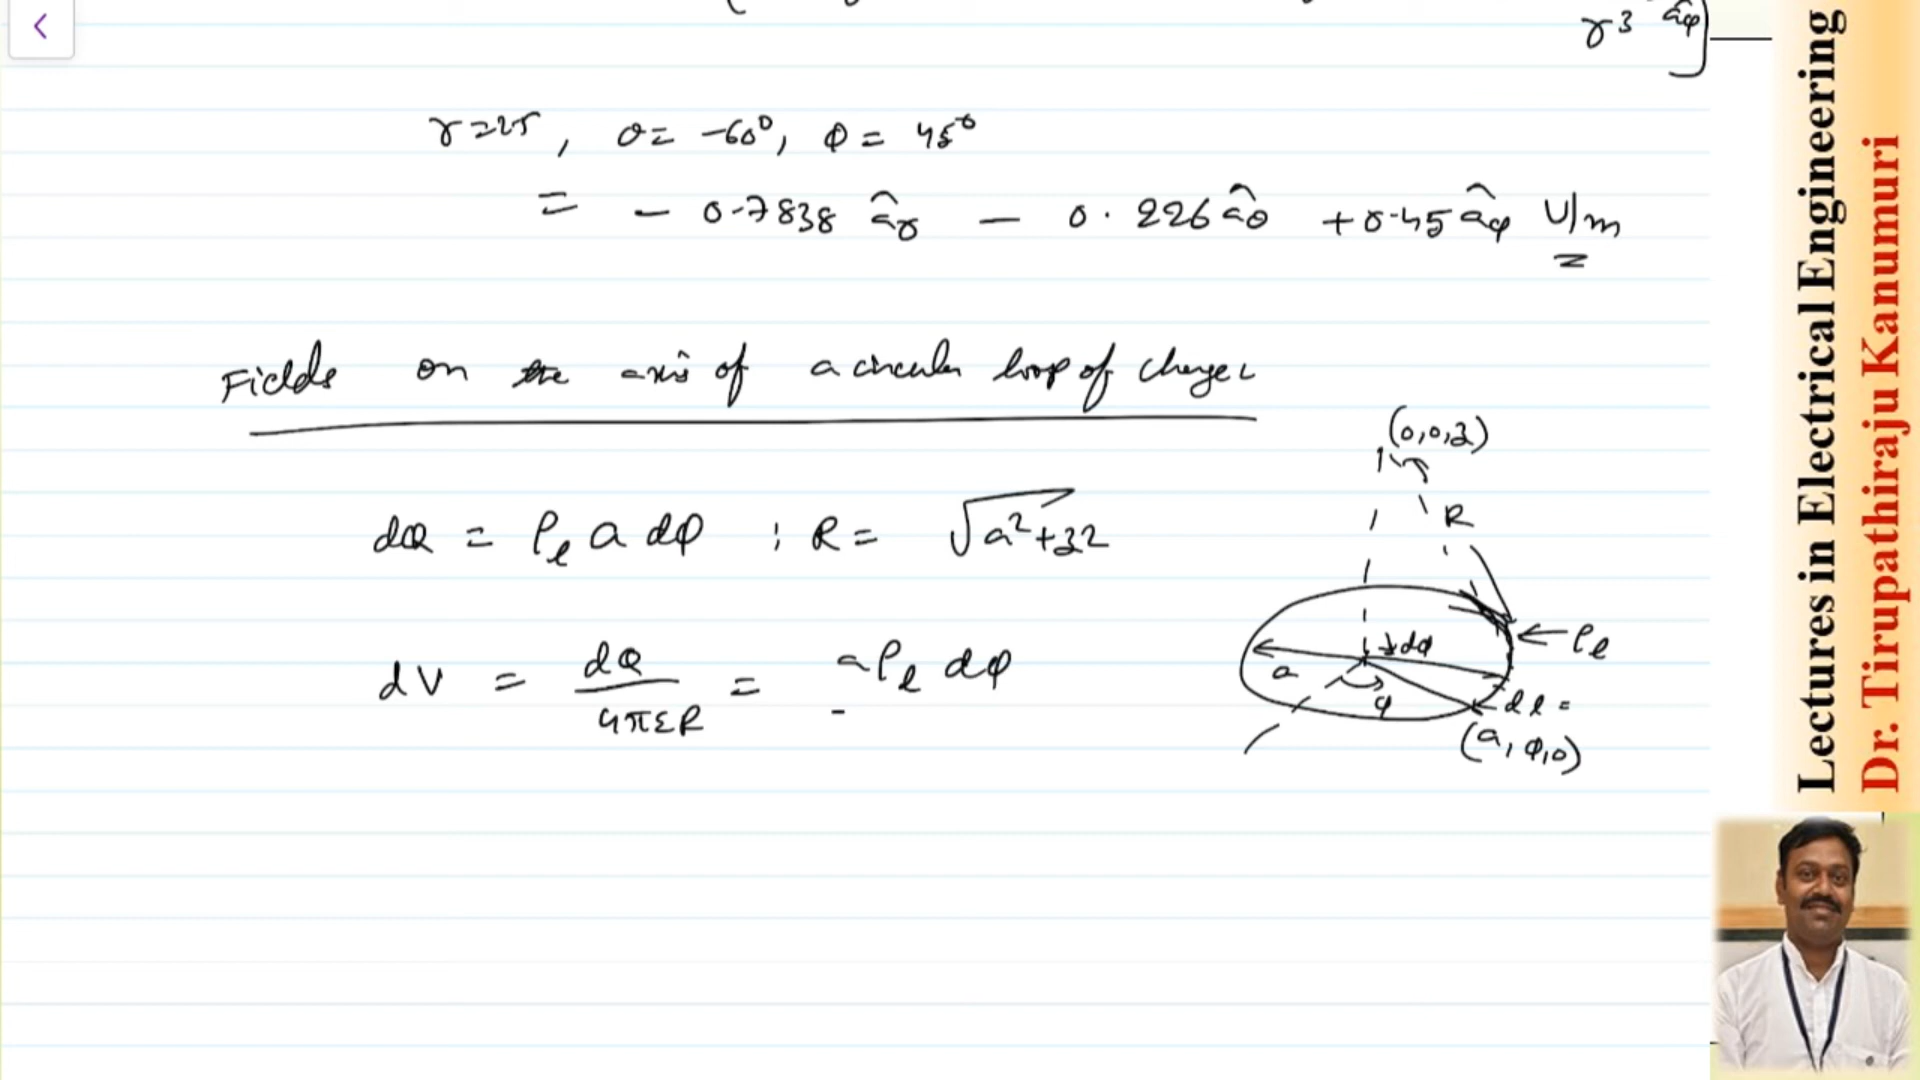 r³ âφ]
r=25, θ= -60°, φ= 45°
= - 0.7838 âr - 0.226 âθ + 0.45 âφ V/m
Fields on the axis of a circular loop of charge
(0,0,z)
R
dQ = ρℓ a dφ ; R = √a²+z²
dφ
← ρℓ
a
φ
dℓ =
(a, φ,0)
dV = dQ/4πεR = aρℓ dφ
Lectures in Electrical Engineering
Dr. Tirupathiraju Kanumuri